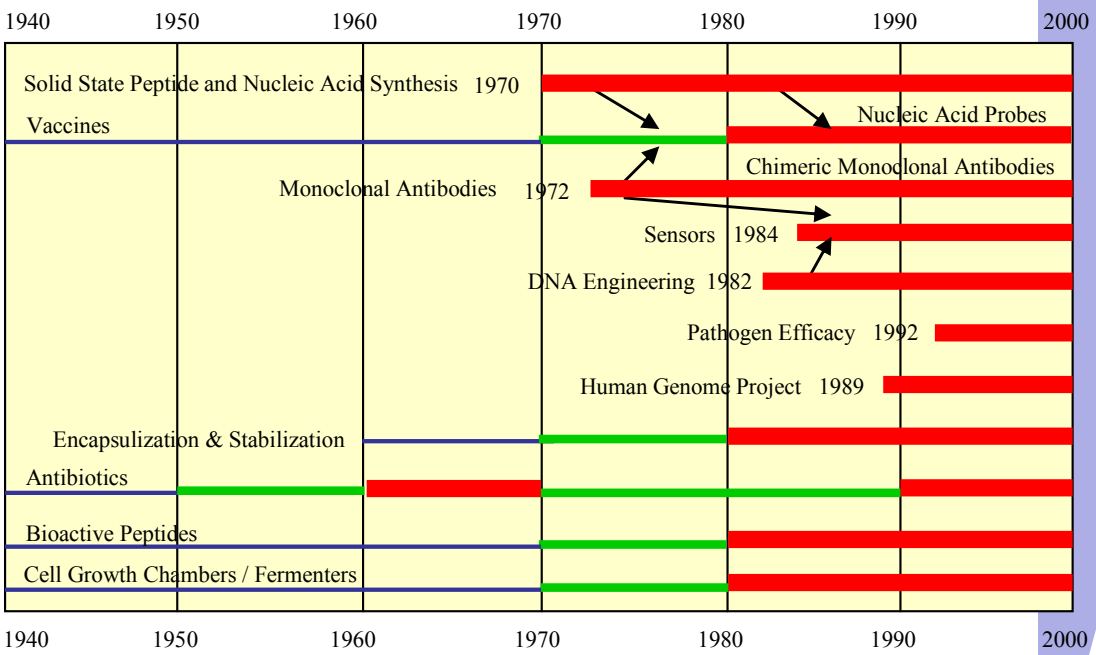 1940 1950 1960 1970 1980 1990 2000
Solid State Peptide and Nucleic Acid Synthesis 1970
Nucleic Acid Probes
Vaccines
Chimeric Monoclonal Antibodies
Monoclonal Antibodies 1972
Sensors 1984
DNA Engineering 1982
Pathogen Efficacy 1992
Human Genome Project 1989
Encapsulization & Stabilization
Antibiotics
Bioactive Peptides
Cell Growth Chambers / Fermenters
1940 1950 1960 1970 1980 1990 2000